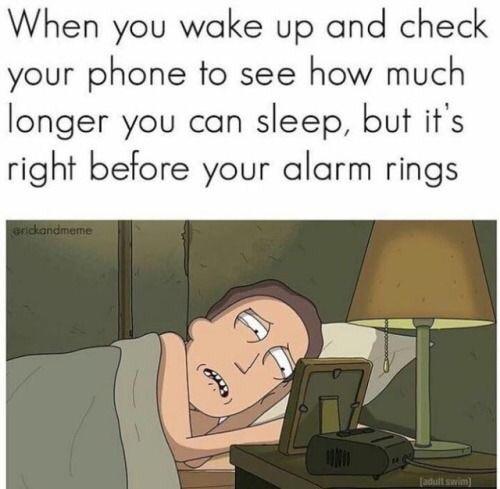 When you wake up and check
your phone to see how much
longer you can sleep, but it's
right before your alarm rings
@rickandmeme
[adult swim]